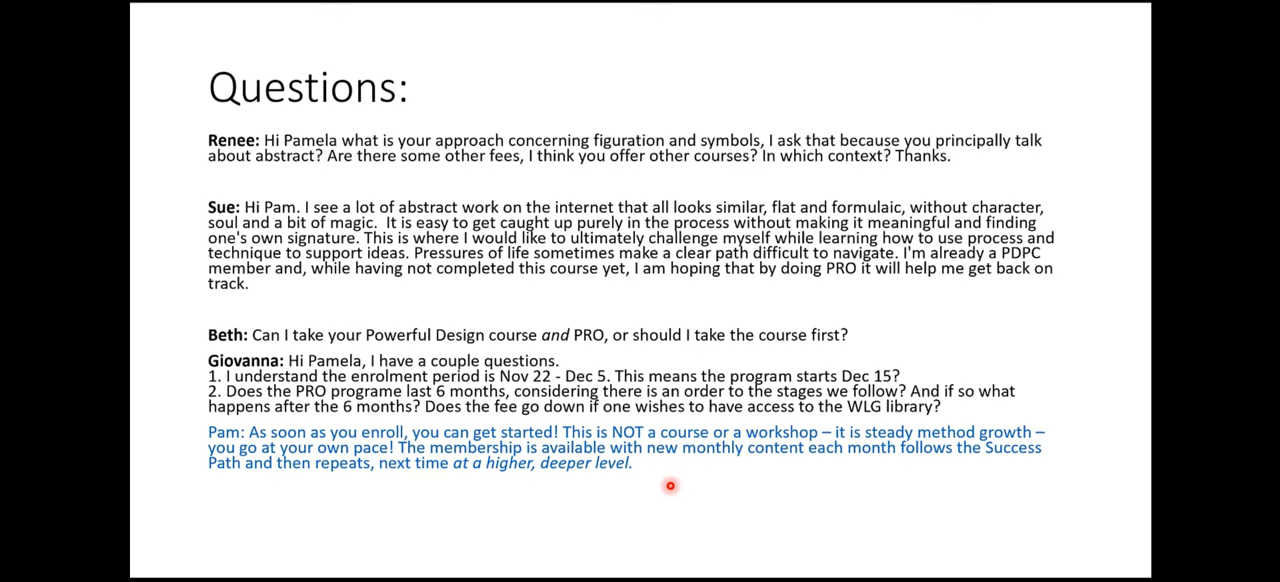 Questions:
Renee: Hi Pamela what is your approach concerning figuration and symbols, I ask that because you principally talk
about abstract? Are there some other fees, I think you offer other courses? In which context? Thanks.
Sue: Hi Pam. I see a lot of abstract work on the internet that all looks similar, flat and formulaic, without character,
soul and a bit of magic.  It is easy to get caught up purely in the process without making it meaningful and finding
one's own signature. This is where I would like to ultimately challenge myself while learning how to use process and
technique to support ideas. Pressures of life sometimes make a clear path difficult to navigate. I'm already a PDPC
member and, while having not completed this course yet, I am hoping that by doing PRO it will help me get back on
track.
Beth: Can I take your Powerful Design course and PRO, or should I take the course first?
Giovanna: Hi Pamela, I have a couple questions.
1. I understand the enrolment period is Nov 22 - Dec 5. This means the program starts Dec 15?
2. Does the PRO programe last 6 months, considering there is an order to the stages we follow? And if so what
happens after the 6 months? Does the fee go down if one wishes to have access to the WLG library?
Pam: As soon as you enroll, you can get started! This is NOT a course or a workshop – it is steady method growth –
you go at your own pace! The membership is available with new monthly content each month follows the Success
Path and then repeats, next time at a higher, deeper level.